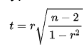 t = r√((n − 2)/(1 − r²))